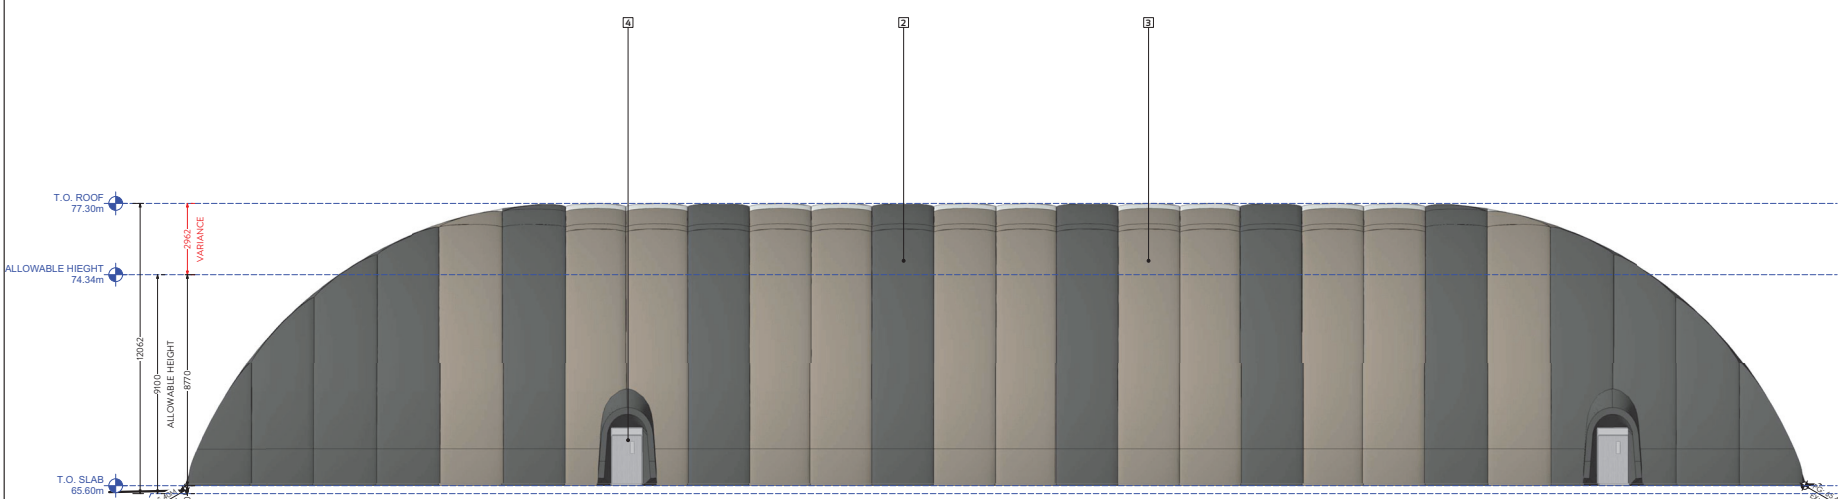 4
2
3
T.O. ROOF
77.30m
2962
VARIANCE
ALLOWABLE HIEGHT
74.34m
12062
9100
ALLOWABLE HEIGHT
8770
T.O. SLAB
65.60m